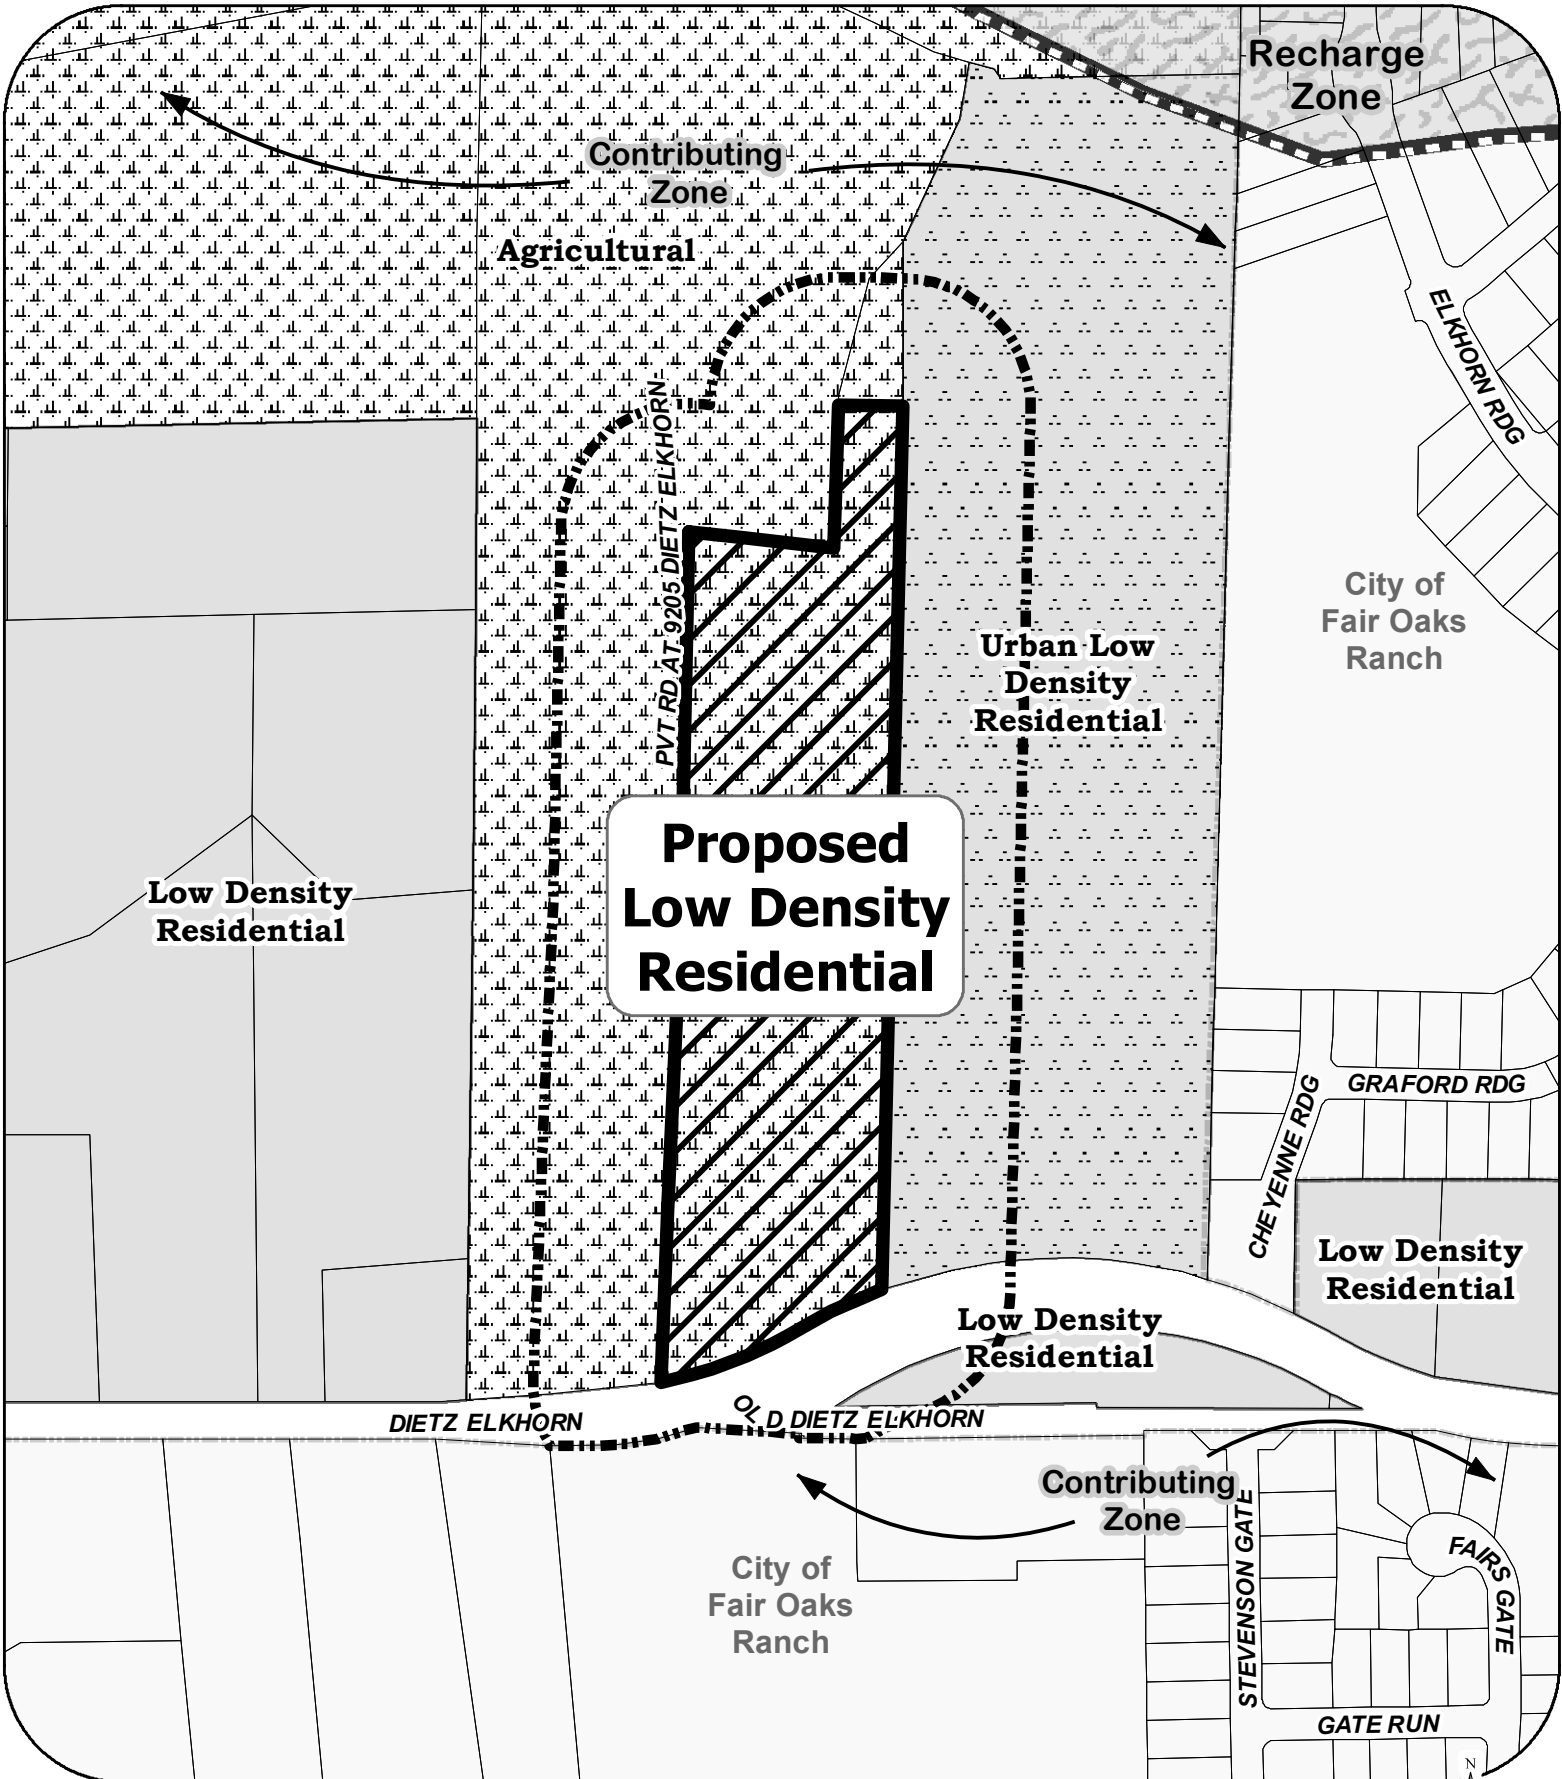 Recharge
Zone
Contributing
Zone
Agricultural
ELKHORN RDG
PVT RD AT 9205 DIETZ ELKHORN
City of
Fair Oaks
Ranch
Urban Low
Density
Residential
Proposed
Low Density
Residential
Low Density
Residential
GRAFORD RDG
CHEYENNE RDG
Low Density
Residential
Low Density
Residential
DIETZ ELKHORN
OLD DIETZ ELKHORN
Contributing
Zone
City of
Fair Oaks
Ranch
STEVENSON GATE
FAIRS GATE
GATE RUN
N